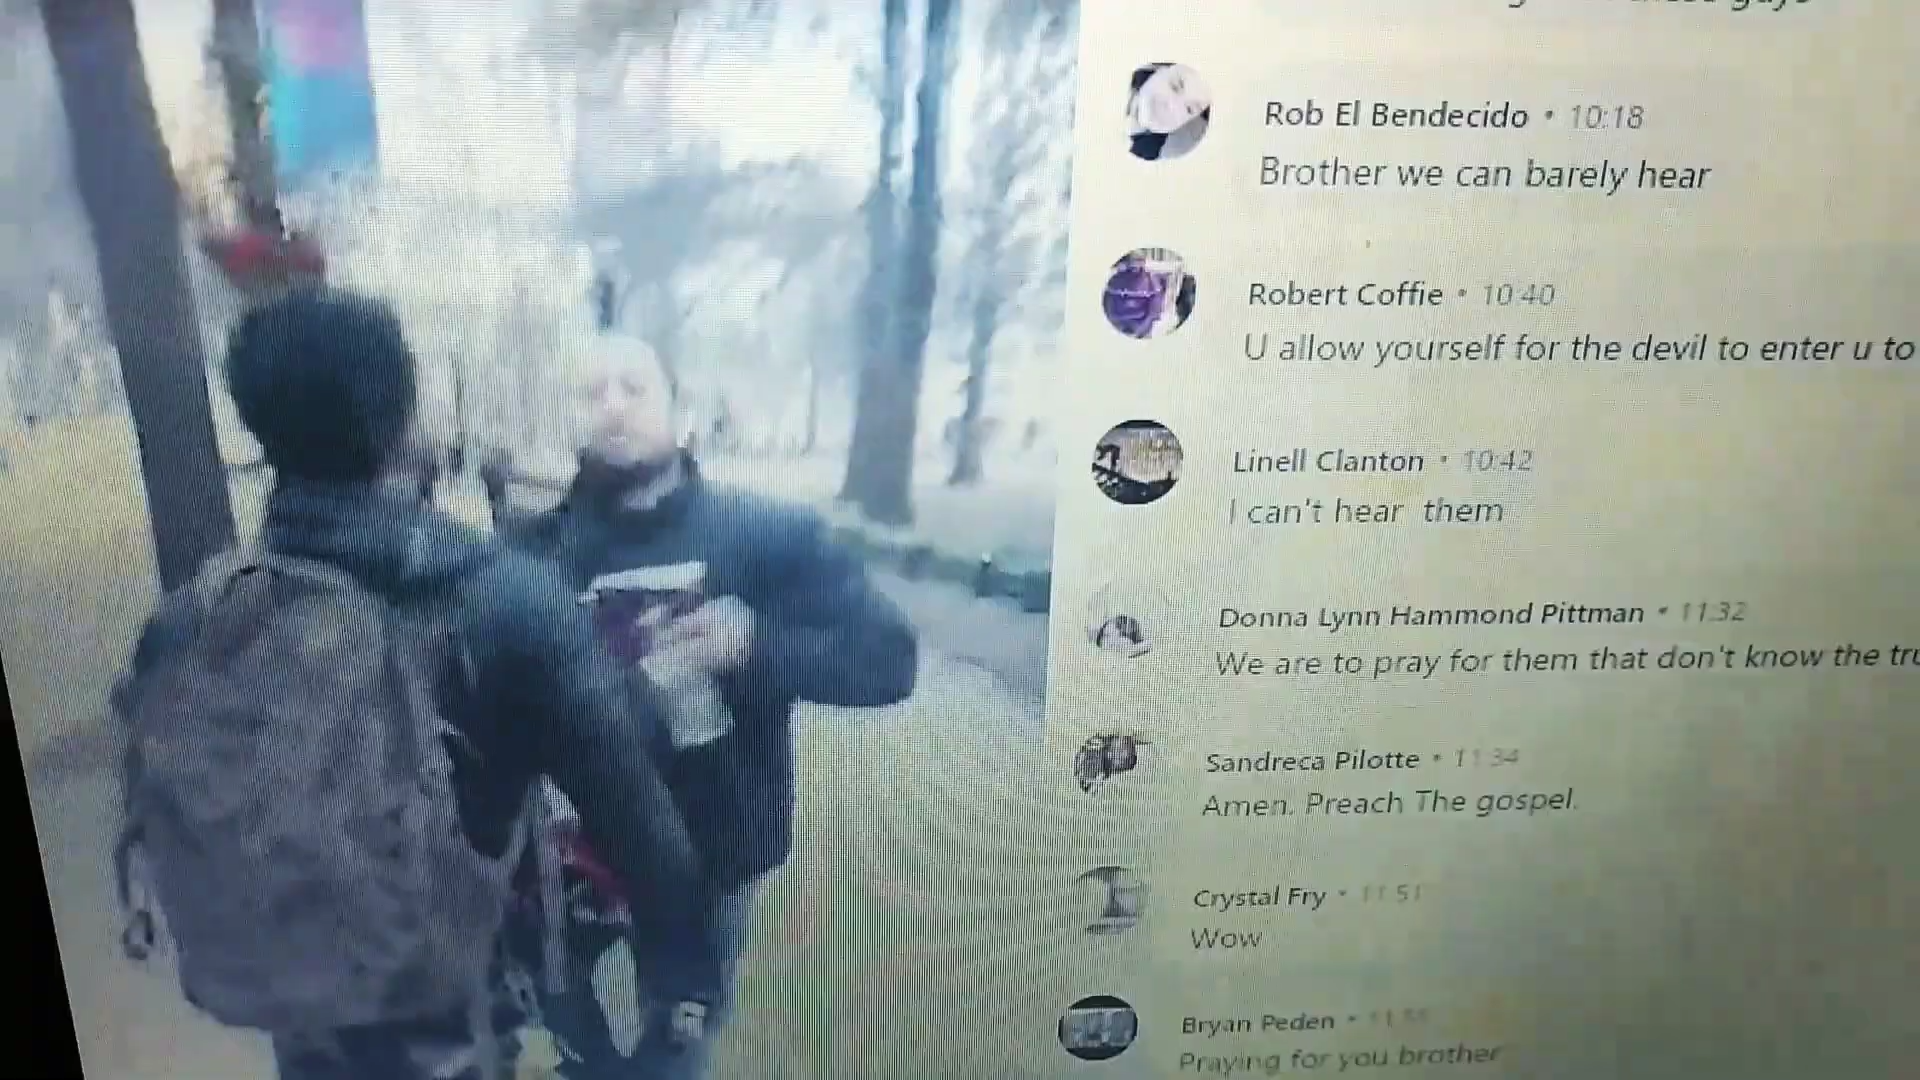 guys
Rob El Bendecido • 10:18
Brother we can barely hear
Robert Coffie • 10:40
U allow yourself for the devil to enter u to
Linell Clanton • 10:42
I can't hear them
Donna Lynn Hammond Pittman • 11:32
We are to pray for them that don't know the tru
Sandreca Pilotte • 11:34
Amen. Preach The gospel.
Crystal Fry • 11:51
Wow
Bryan Peden •
Praying for you brother